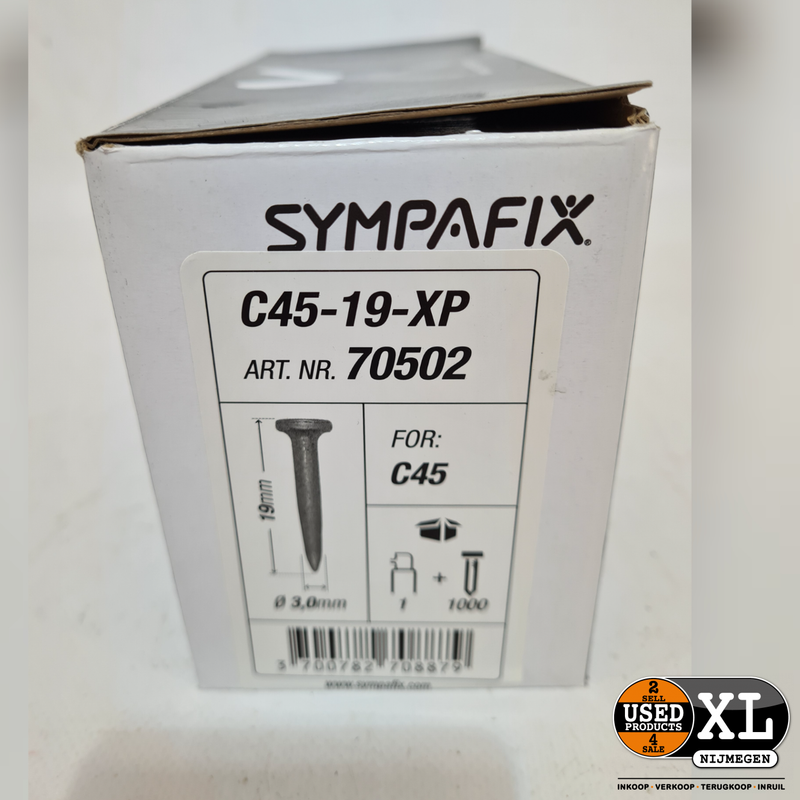 SYMPAFIX®
C45-19-XP
ART. NR. 70502
FOR:
C45
19mm
Ø 3,0mm
+
1 1000
3 700782 708879
www.sympafix.com
2
SELL
USED
PRODUCTS
4
SALE
XL
NIJMEGEN
INKOOP · VERKOOP · TERUGKOOP · INRUIL